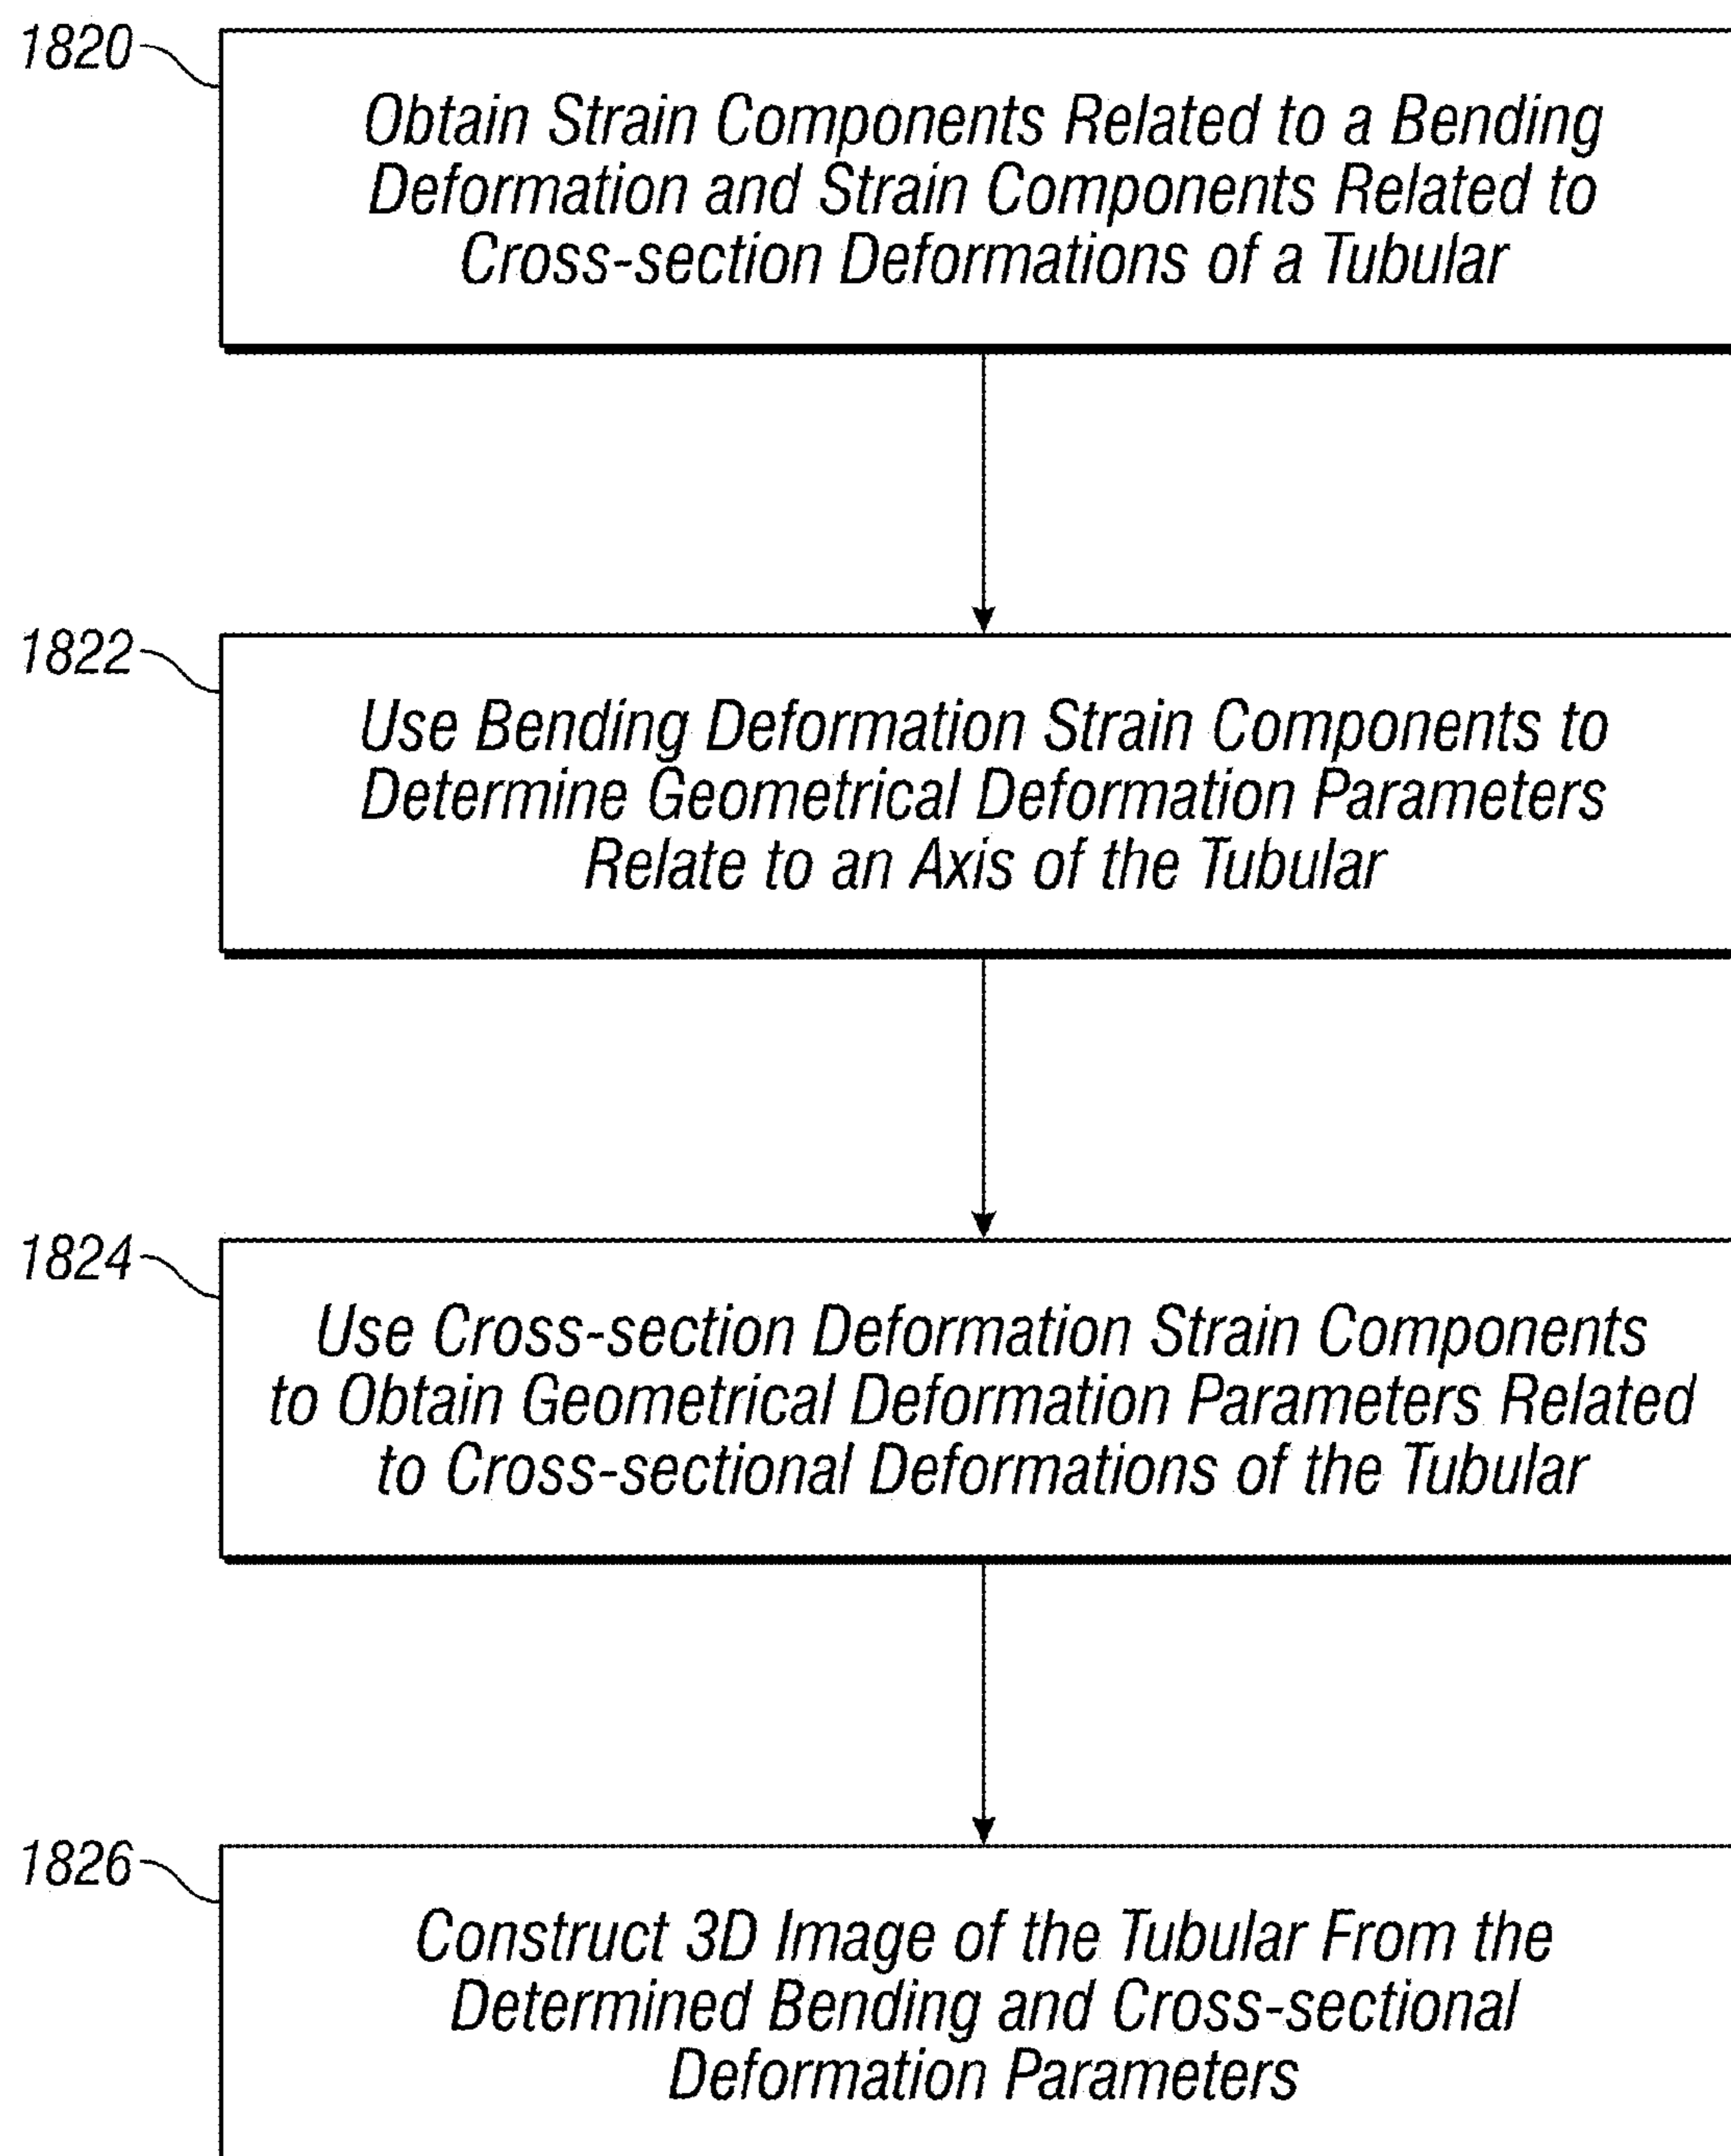 1820
Obtain Strain Components Related to a Bending
Deformation and Strain Components Related to
Cross-section Deformations of a Tubular
1822
Use Bending Deformation Strain Components to
Determine Geometrical Deformation Parameters
Relate to an Axis of the Tubular
1824
Use Cross-section Deformation Strain Components
to Obtain Geometrical Deformation Parameters Related
to Cross-sectional Deformations of the Tubular
1826
Construct 3D Image of the Tubular From the
Determined Bending and Cross-sectional
Deformation Parameters